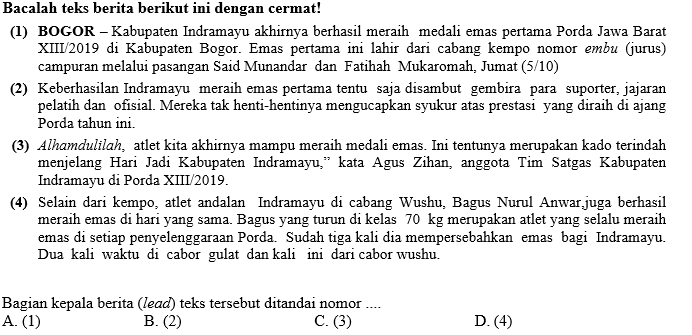 Bacalah teks berita berikut ini dengan cermat!
(1) BOGOR – Kabupaten Indramayu akhirnya berhasil meraih medali emas pertama Porda Jawa Barat
XIII/2019 di Kabupaten Bogor. Emas pertama ini lahir dari cabang kempo nomor embu (jurus)
campuran melalui pasangan Said Munandar dan Fatihah Mukaromah, Jumat (5/10)
(2) Keberhasilan Indramayu meraih emas pertama tentu saja disambut gembira para suporter, jajaran
pelatih dan ofisial. Mereka tak henti-hentinya mengucapkan syukur atas prestasi yang diraih di ajang
Porda tahun ini.
(3) Alhamdulilah, atlet kita akhirnya mampu meraih medali emas. Ini tentunya merupakan kado terindah
menjelang Hari Jadi Kabupaten Indramayu,” kata Agus Zihan, anggota Tim Satgas Kabupaten
Indramayu di Porda XIII/2019.
(4) Selain dari kempo, atlet andalan Indramayu di cabang Wushu, Bagus Nurul Anwar,juga berhasil
meraih emas di hari yang sama. Bagus yang turun di kelas 70 kg merupakan atlet yang selalu meraih
emas di setiap penyelenggaraan Porda. Sudah tiga kali dia mempersebahkan emas bagi Indramayu.
Dua kali waktu di cabor gulat dan kali ini dari cabor wushu.
Bagian kepala berita (lead) teks tersebut ditandai nomor ....
A. (1) B. (2) C. (3) D. (4)